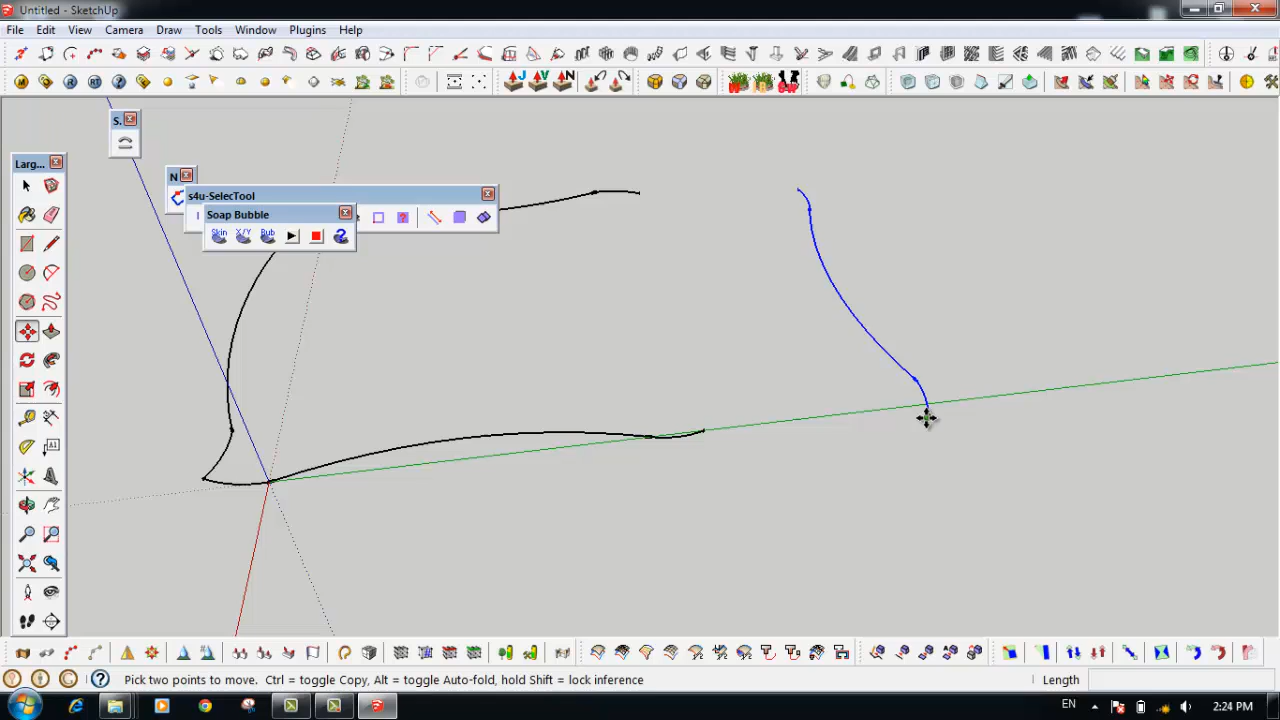 Untitled - SketchUp
File Edit View Camera Draw Tools Window Plugins Help
M R RT
J V N
S.
Larg...
N
s4u-SelecTool
Soap Bubble
Skin X/Y Bub
A1
Pick two points to move. Ctrl = toggle Copy, Alt = toggle Auto-fold, hold Shift = lock inference
Length
EN
2:24 PM